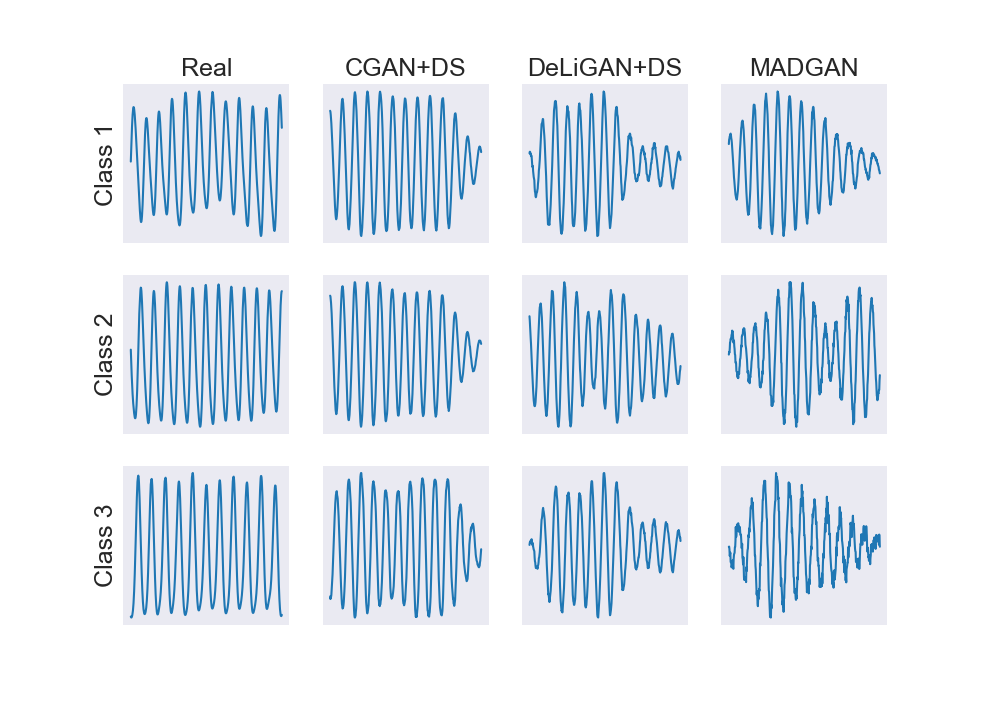 Real CGAN+DS DeLiGAN+DS MADGAN
Class 1
Class 2
Class 3